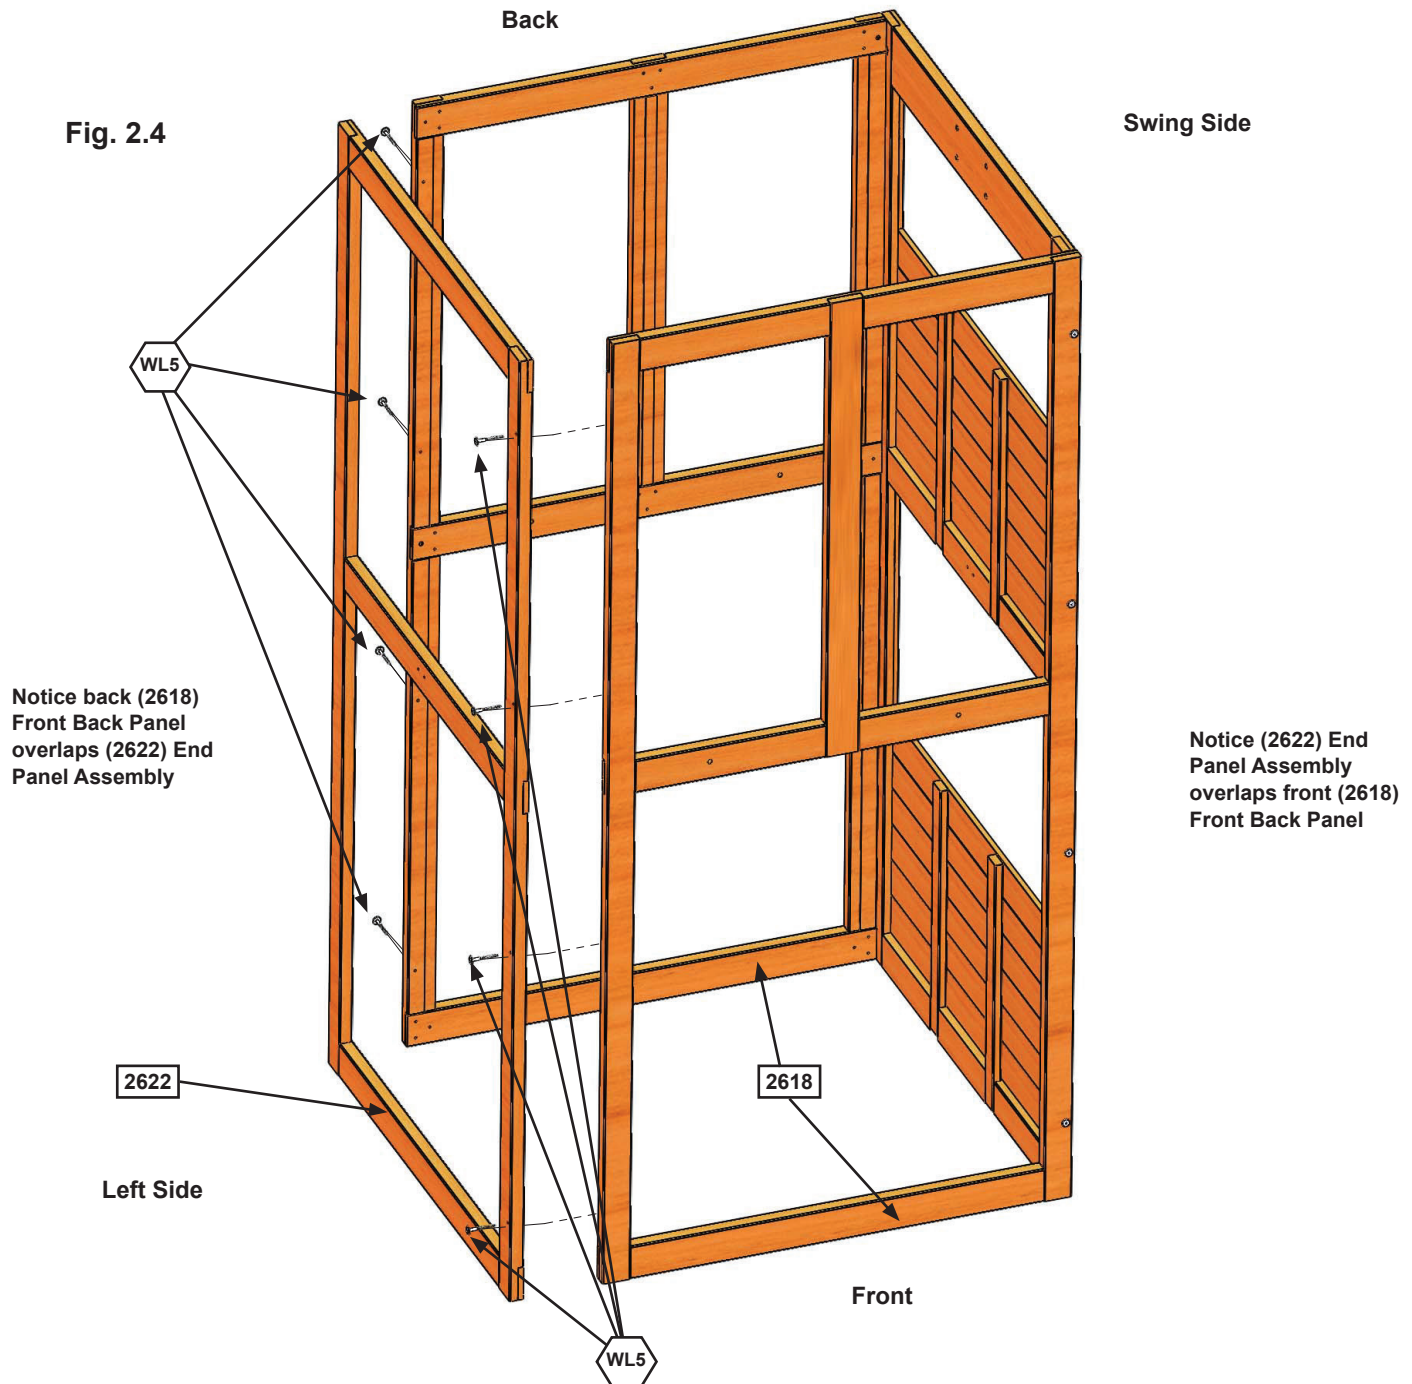 Back
Fig. 2.4
Swing Side
WL5
Notice back (2618)
Front Back Panel
overlaps (2622) End
Panel Assembly
Notice (2622) End
Panel Assembly
overlaps front (2618)
Front Back Panel
2622
2618
Left Side
Front
WL5